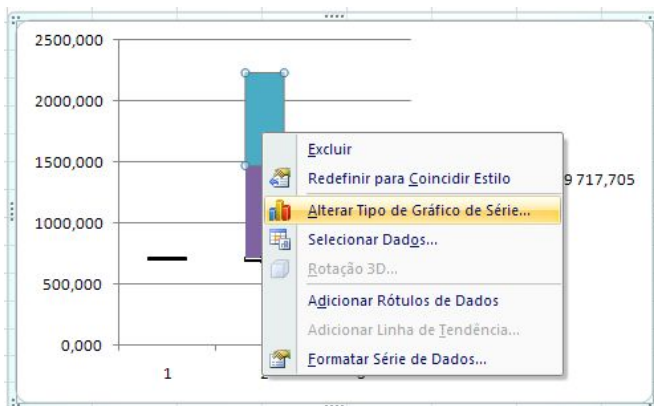 2500,000
2000,000
1500,000
1000,000
500,000
0,000
1
Excluir
Redefinir para Coincidir Estilo
9 717,705
Alterar Tipo de Gráfico de Série...
Selecionar Dados...
Rotação 3D...
Adicionar Rótulos de Dados
Adicionar Linha de Tendência...
Formatar Série de Dados...